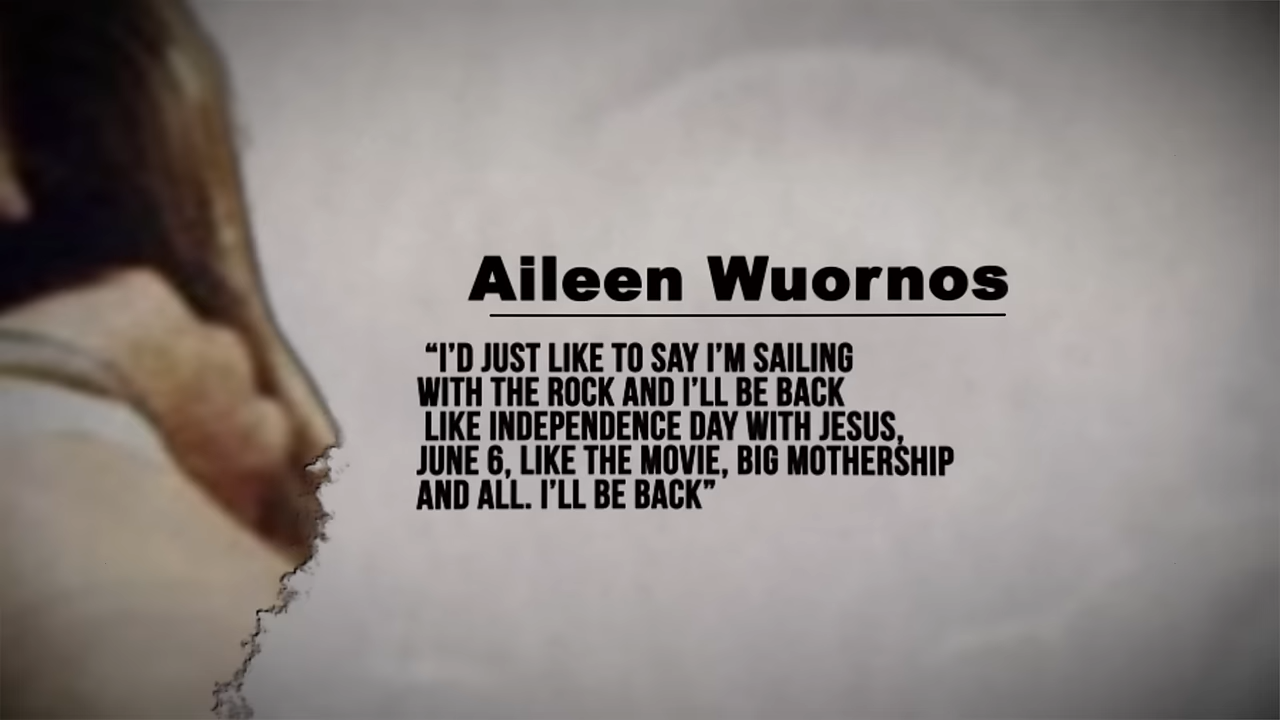 Aileen Wuornos
“I’D JUST LIKE TO SAY I’M SAILING
WITH THE ROCK AND I’LL BE BACK
LIKE INDEPENDENCE DAY WITH JESUS,
JUNE 6, LIKE THE MOVIE, BIG MOTHERSHIP
AND ALL. I’LL BE BACK”